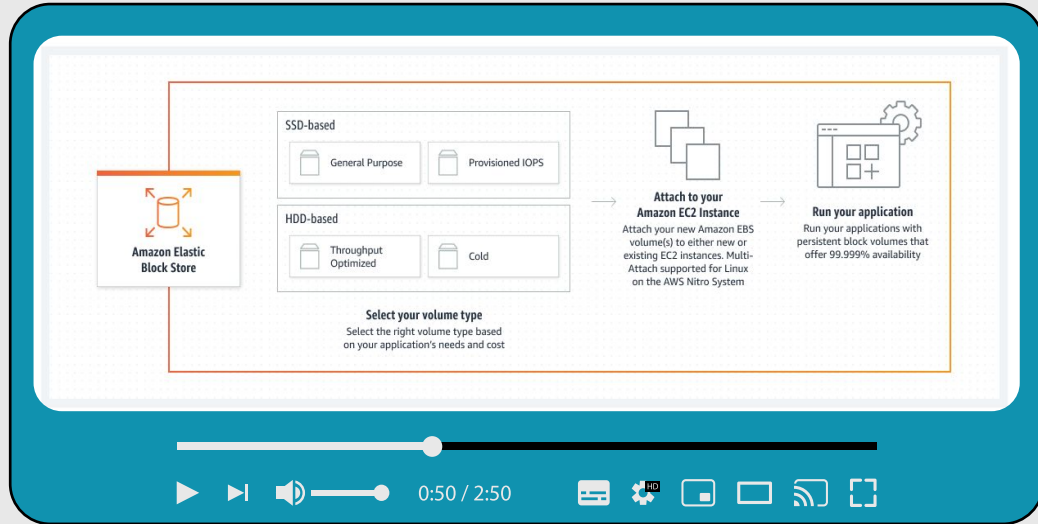 Amazon Elastic
Block Store
SSD-based
General Purpose
Provisioned IOPS
HDD-based
Throughput
Optimized
Cold
Select your volume type
Select the right volume type based
on your application's needs and cost
Attach to your
Amazon EC2 Instance
Attach your new Amazon EBS
volume(s) to either new or
existing EC2 instances. Multi-
Attach supported for Linux
on the AWS Nitro System
Run your application
Run your applications with
persistent block volumes that
offer 99.999% availability
0:50 / 2:50
HD